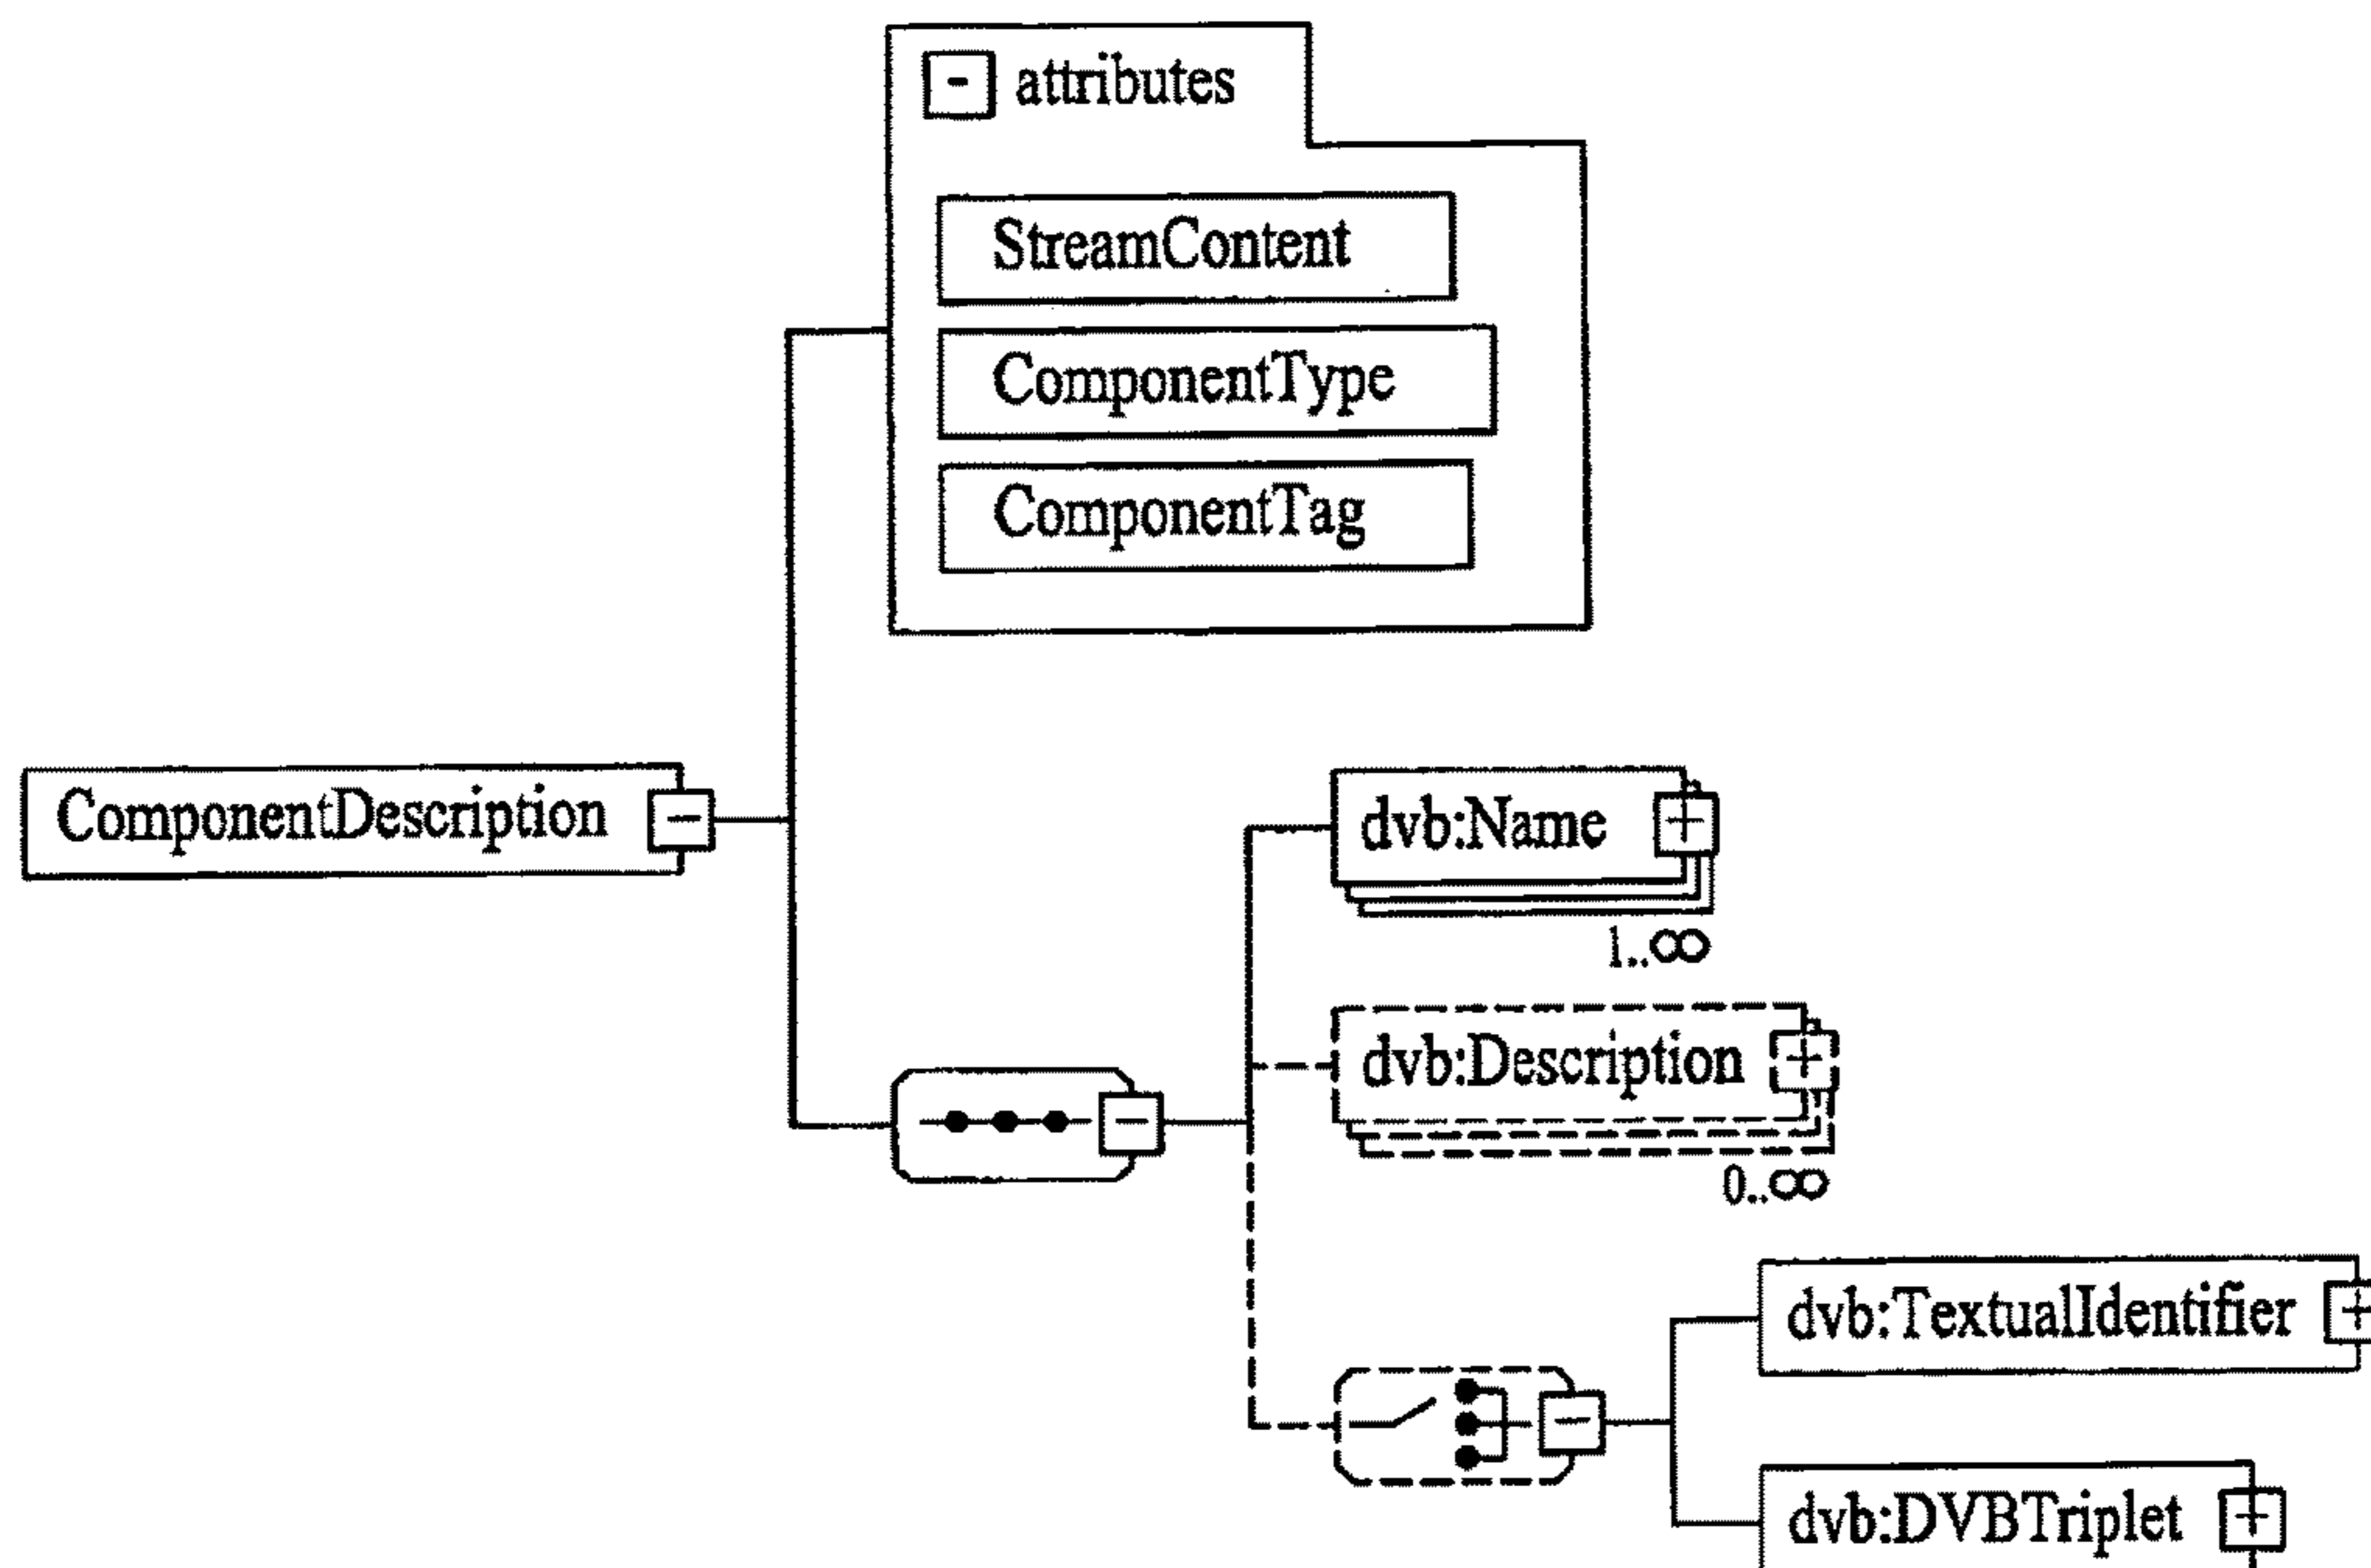 attributes
StreamContent
ComponentType
ComponentTag
ComponentDescription
dvb:Name
1..∞
dvb:Description
0..∞
dvb:TextualIdentifier
dvb:DVBTriplet